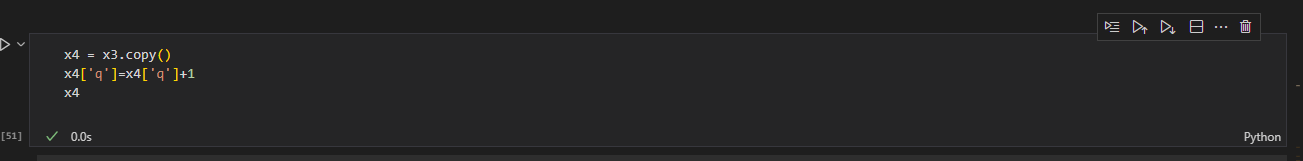 x4 = x3.copy()
x4['q']=x4['q']+1
x4
[51]
0.0s
Python